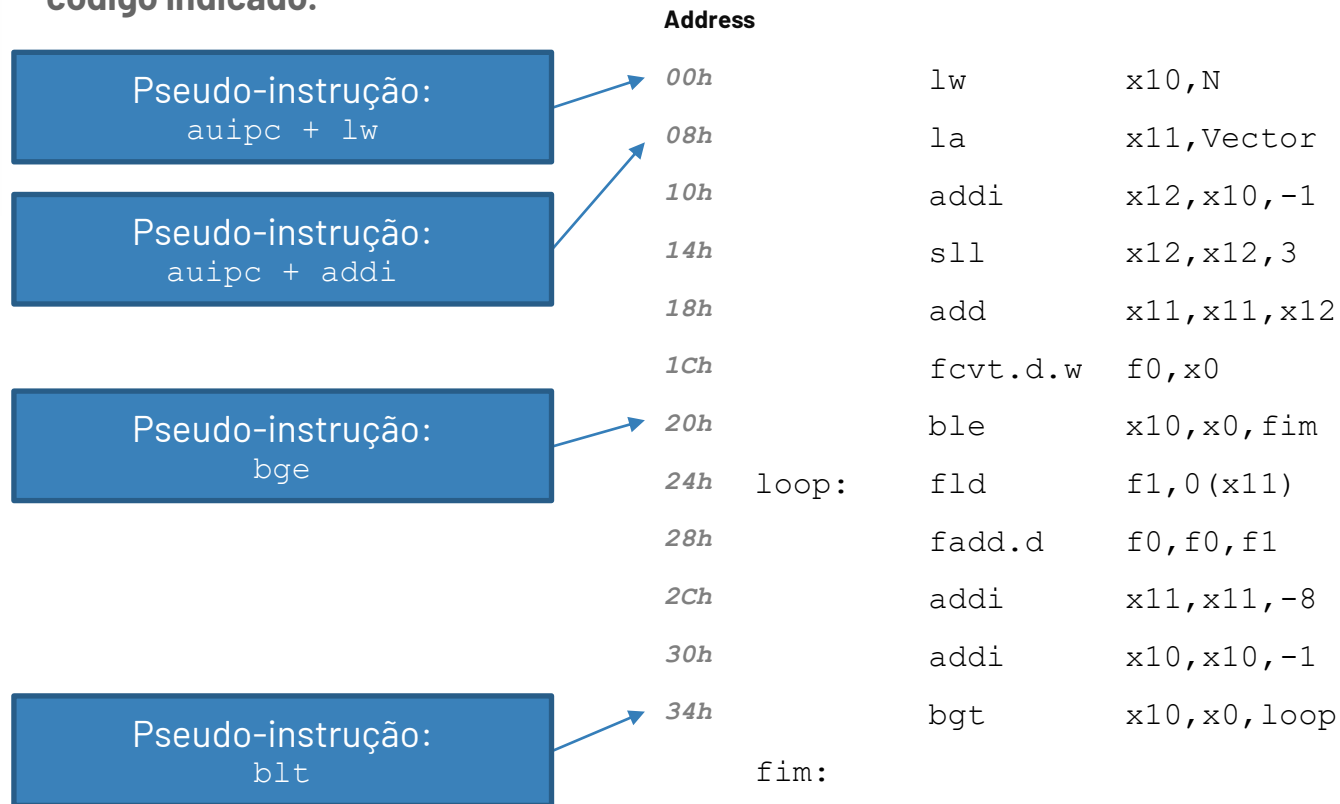 código indicado.
Address
Pseudo-instrução:
auipc + lw
Pseudo-instrução:
auipc + addi
Pseudo-instrução:
bge
Pseudo-instrução:
blt
00h lw x10,N
08h la x11,Vector
10h addi x12,x10,-1
14h sll x12,x12,3
18h add x11,x11,x12
1Ch fcvt.d.w f0,x0
20h ble x10,x0,fim
24h loop: fld f1,0(x11)
28h fadd.d f0,f0,f1
2Ch addi x11,x11,-8
30h addi x10,x10,-1
34h bgt x10,x0,loop
fim: